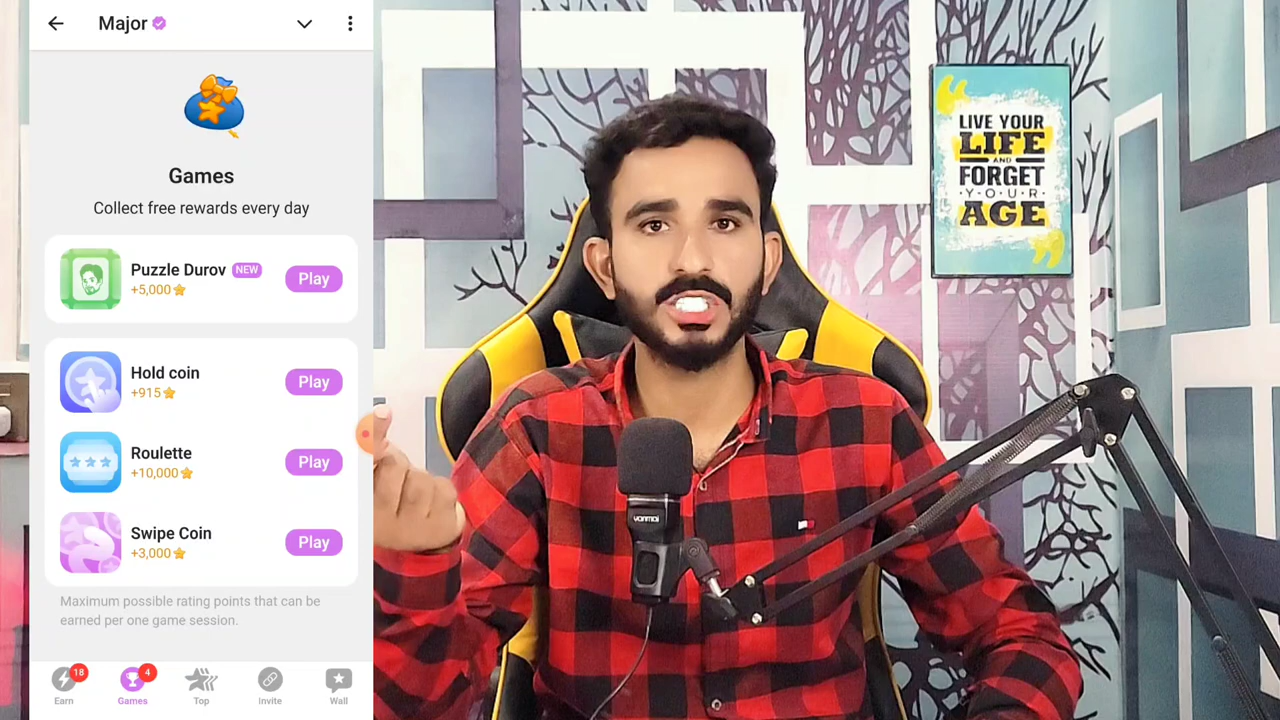 Major
Games
Collect free rewards every day
Puzzle Durov NEW
+5,000
Play
Hold coin
+915
Play
Roulette
+10,000
Play
Swipe Coin
+3,000
Play
Maximum possible rating points that can be
earned per one game session.
18
4
Earn
Games
Top
Invite
Wall
LIVE YOUR
LIFE
AND
FORGET
·Y·O·U·R·
AGE
vanmai